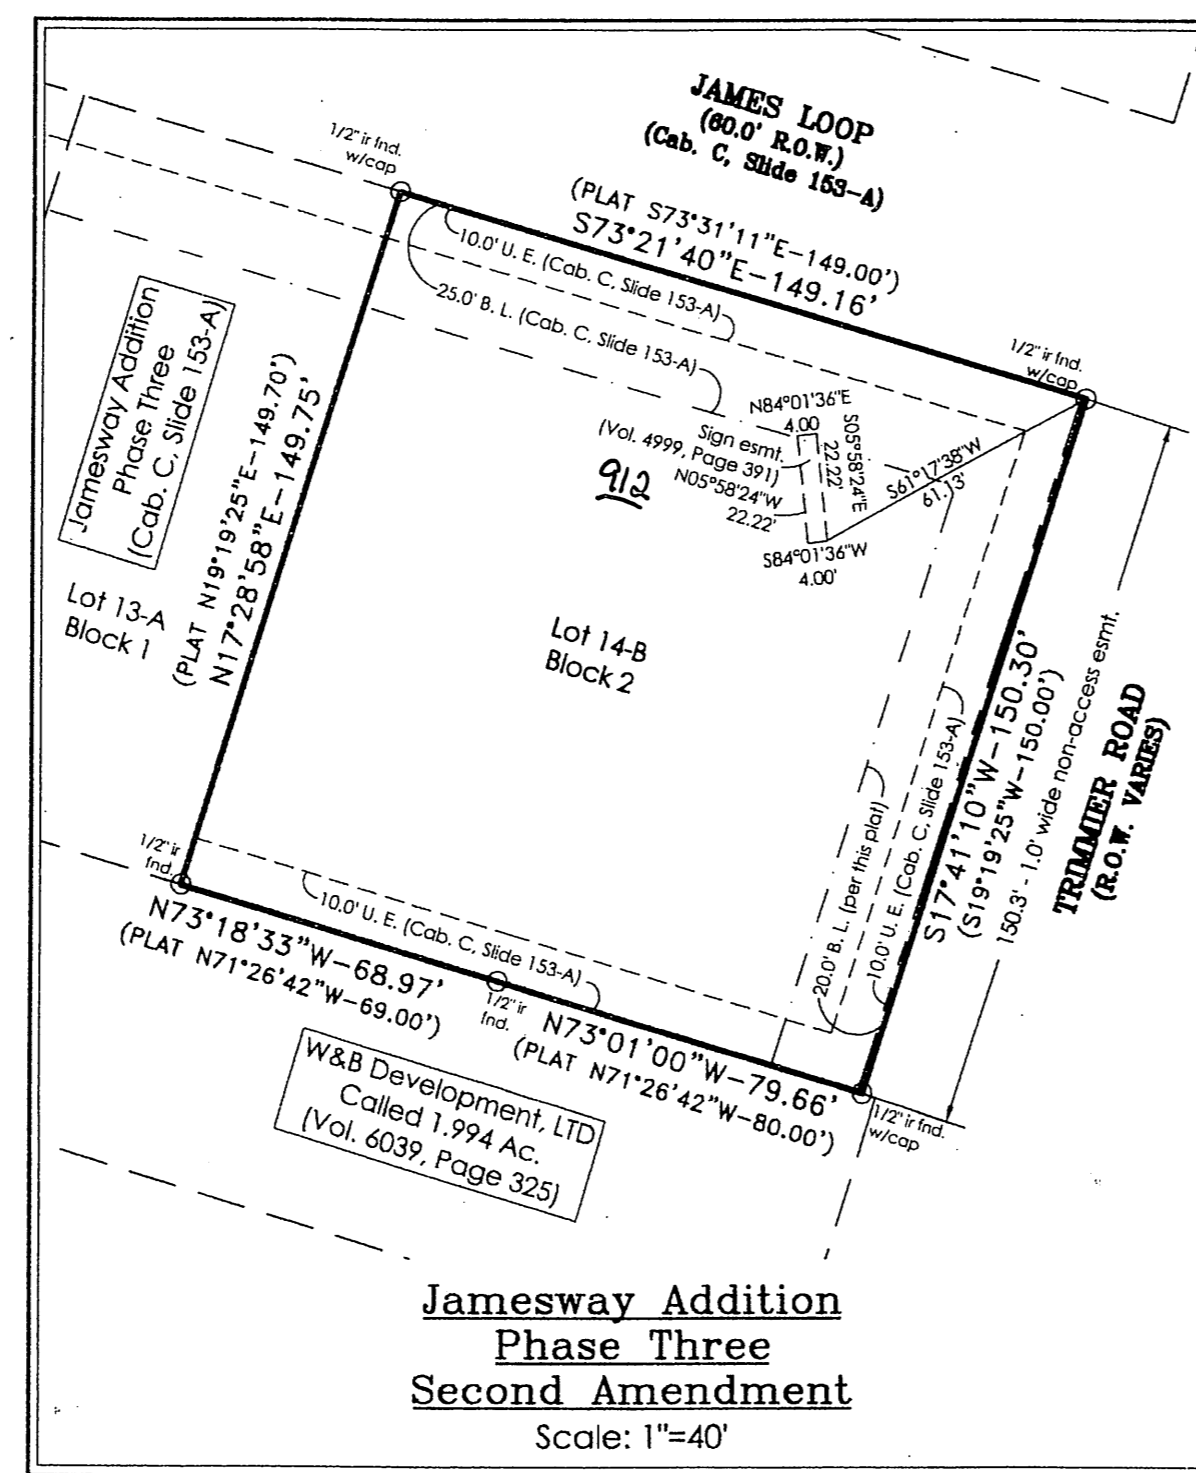 JAMES LOOP
(60.0' R.O.W.)
(Cab. C, Slide 153-A)
1/2" ir fnd.
w/cap
(PLAT S73°31'11"E-149.00')
S73°21'40"E-149.16'
10.0' U. E. (Cab. C, Slide 153-A)
25.0' B. L. (Cab. C, Slide 153-A)
1/2" ir fnd.
w/cap
N84°01'36"E
4.00
S05°58'24"E
22.22'
Sign esmt.
(Vol. 4999, Page 391)
N05°58'24"W
22.22'
S84°01'36"W
4.00'
S61°17'38"W
61.13'
912
Jamesway Addition
Phase Three
(Cab. C, Slide 153-A)
(PLAT N19°19'25"E-149.70')
N17°28'58"E-149.75'
Lot 13-A
Block 1
Lot 14-B
Block 2
20.0' B. L. (per this plat)
10.0' U. E. (Cab. C, Slide 153-A)
S17°41'10"W-150.30'
(S19°19'25"W-150.00')
150.3' - 1.0' wide non-access esmt.
TRIMMIER ROAD
(R.O.W. VARIES)
1/2" ir
fnd.
10.0' U. E. (Cab. C, Slide 153-A)
N73°18'33"W-68.97'
(PLAT N71°26'42"W-69.00')
1/2" ir
fnd.
N73°01'00"W-79.66'
(PLAT N71°26'42"W-80.00')
1/2" ir fnd.
w/cap
W&B Development, LTD
Called 1.994 Ac.
(Vol. 6039, Page 325)
Jamesway Addition
Phase Three
Second Amendment
Scale: 1"=40'